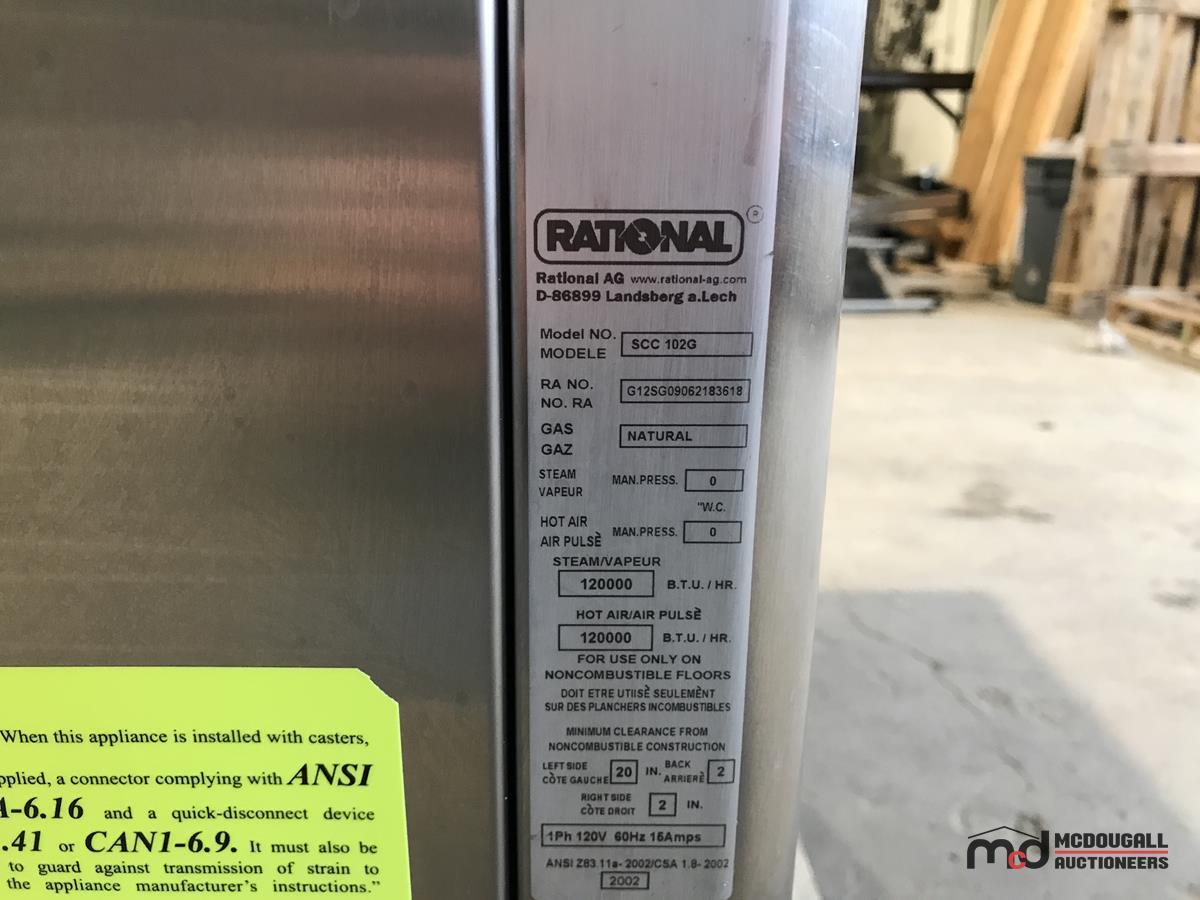 RATIONAL ®
Rational AG www.rational-ag.com
D-86899 Landsberg a.Lech
Model NO.
MODELE
SCC 102G
RA NO.
NO. RA
G12SG09062183618
GAS
GAZ
NATURAL
STEAM
VAPEUR
MAN.PRESS. 0
"W.C.
HOT AIR
AIR PULSÈ
MAN.PRESS. 0
STEAM/VAPEUR
120000 B.T.U. / HR.
HOT AIR/AIR PULSÈ
120000 B.T.U. / HR.
FOR USE ONLY ON
NONCOMBUSTIBLE FLOORS
DOIT ETRE UTIISÈ SEULEMÈNT
SUR DES PLANCHERS INCOMBUSTIBLES
MINIMUM CLEARANCE FROM
NONCOMBUSTIBLE CONSTRUCTION
LEFT SIDE
CÒTE GAUCHE
20 IN.
BACK
ARRIERÈ
2
RIGHT SIDE
CÒTE DROIT
2 IN.
1Ph 120V 60Hz 15Amps
ANSI Z83.11a- 2002/CSA 1.8- 2002
2002
When this appliance is installed with casters,
pplied, a connector complying with ANSI
A-6.16 and a quick-disconnect device
.41 or CAN1-6.9. It must also be
to guard against transmission of strain to
the appliance manufacturer's instructions."
mcd MCDOUGALL
AUCTIONEERS